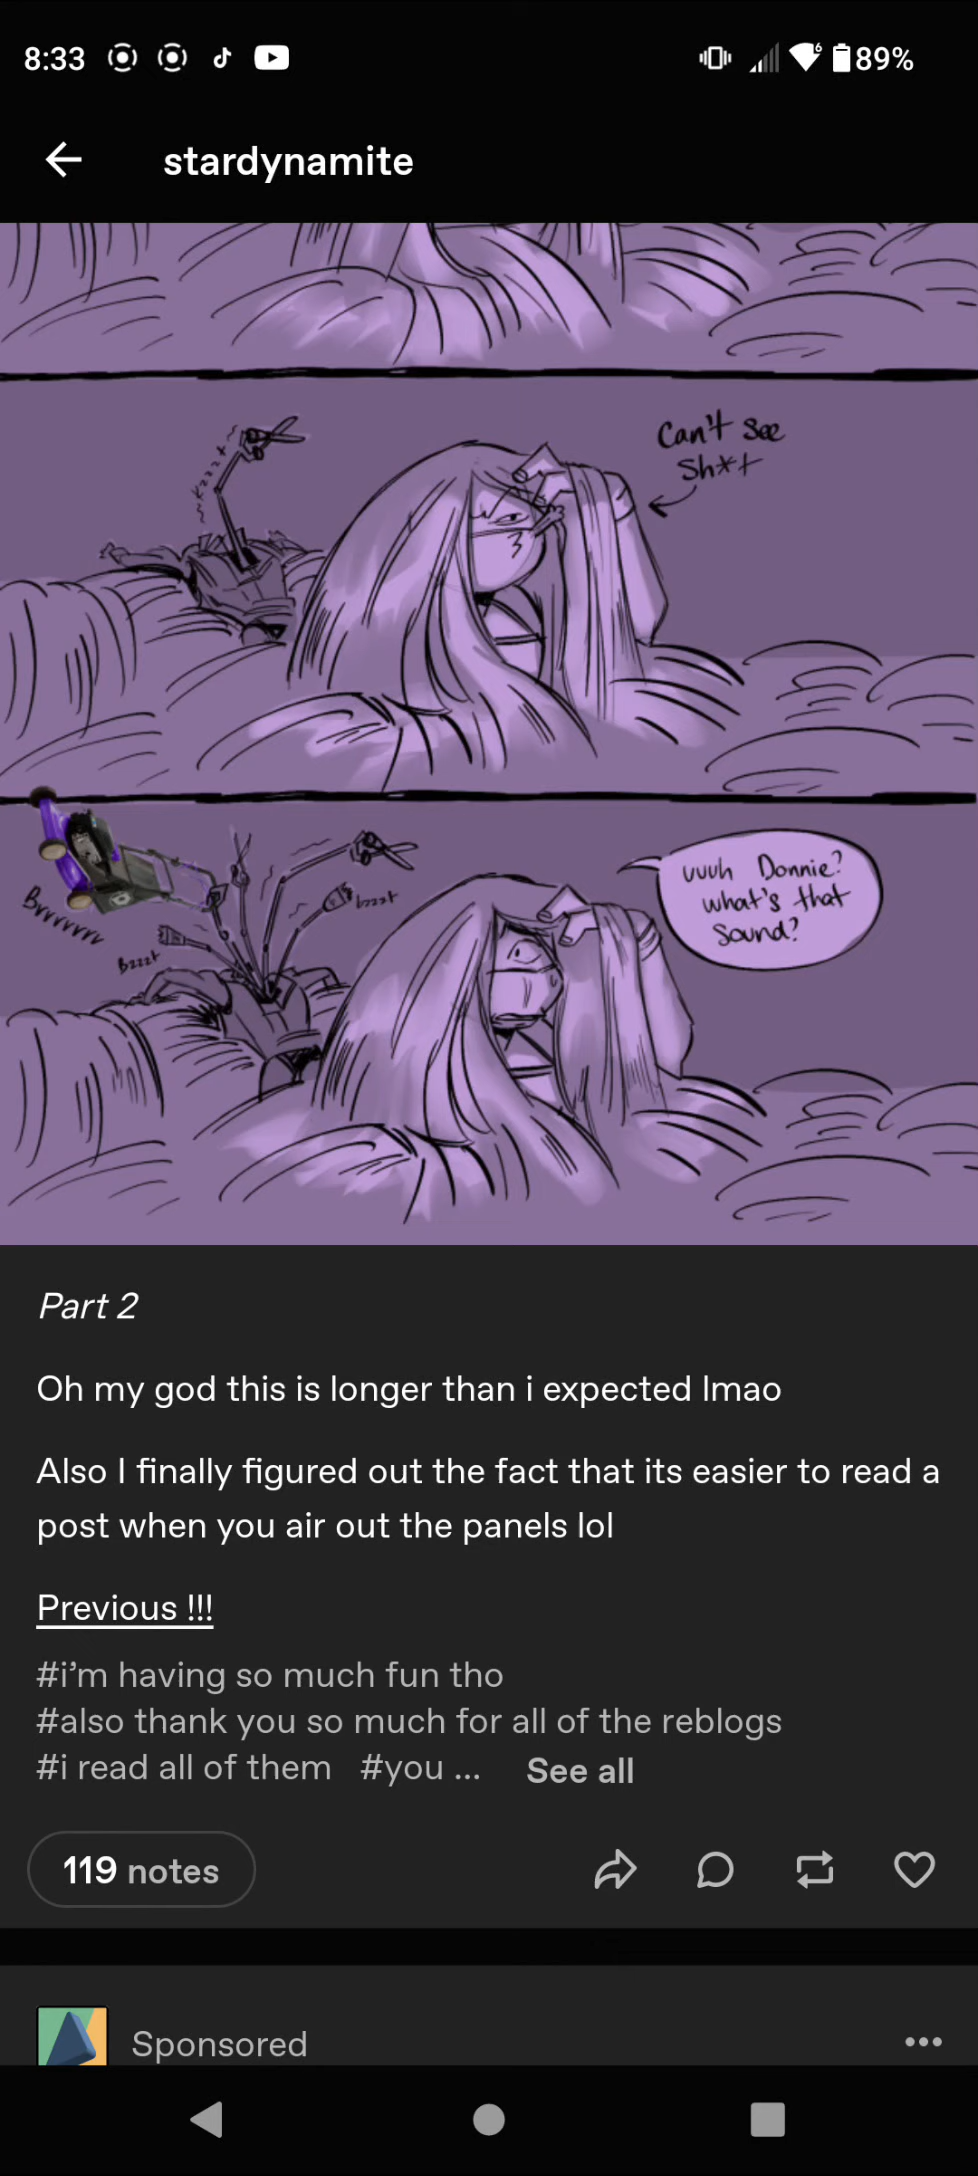 8:33
89%
stardynamite
Can't See
Sh*t
kzzzt
uuuh Donnie?
what's that
Sound?
bzzzt
Brrrrrr
Bzzzt
Part 2
Oh my god this is longer than i expected lmao
Also I finally figured out the fact that its easier to read a
post when you air out the panels lol
Previous !!!
#i'm having so much fun tho
#also thank you so much for all of the reblogs
#i read all of them #you ... See all
119 notes
Sponsored